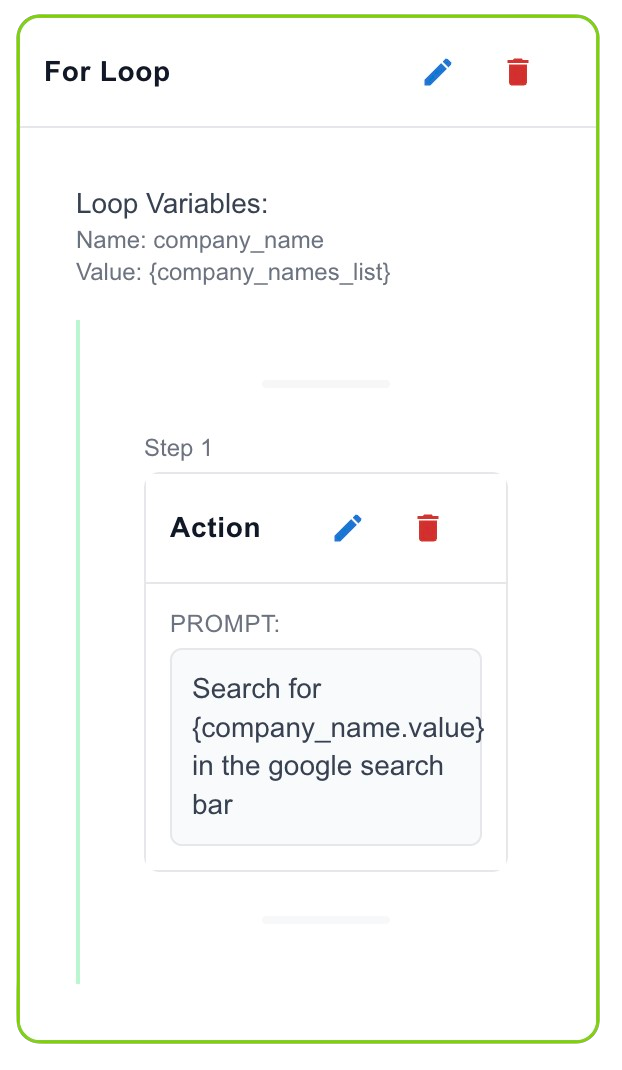 For Loop
Loop Variables:
Name: company_name
Value: {company_names_list}
Step 1
Action
PROMPT:
Search for
{company_name.value}
in the google search
bar